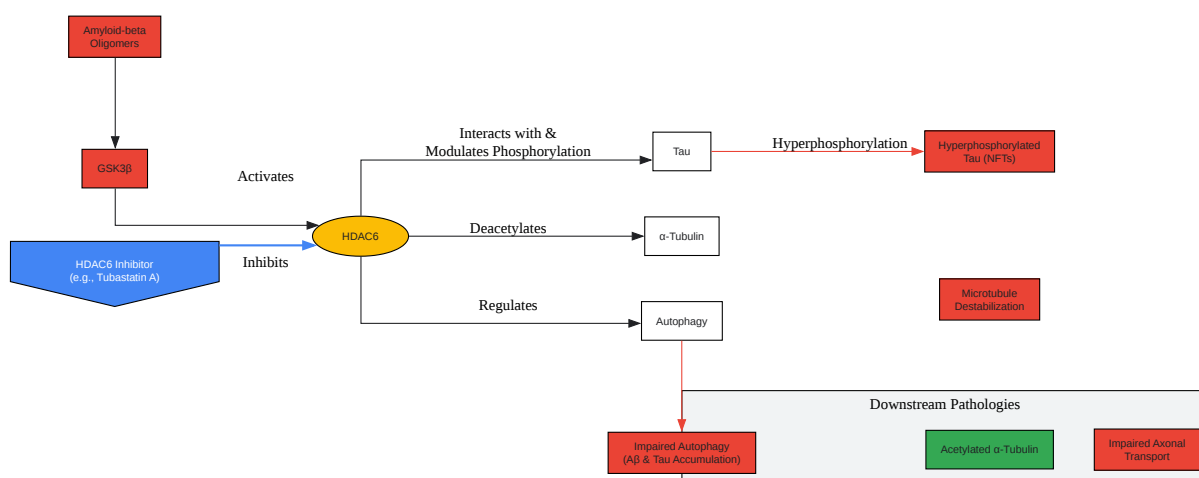 Amyloid-beta
Oligomers
GSK3β
Activates
HDAC6 Inhibitor
(e.g., Tubastatin A)
Inhibits
HDAC6
Interacts with &
Modulates Phosphorylation
Tau
Hyperphosphorylation
Hyperphosphorylated
Tau (NFTs)
Deacetylates
α-Tubulin
Regulates
Autophagy
Microtubule
Destabilization
Downstream Pathologies
Impaired Autophagy
(Aβ & Tau Accumulation)
Acetylated α-Tubulin
Impaired Axonal
Transport